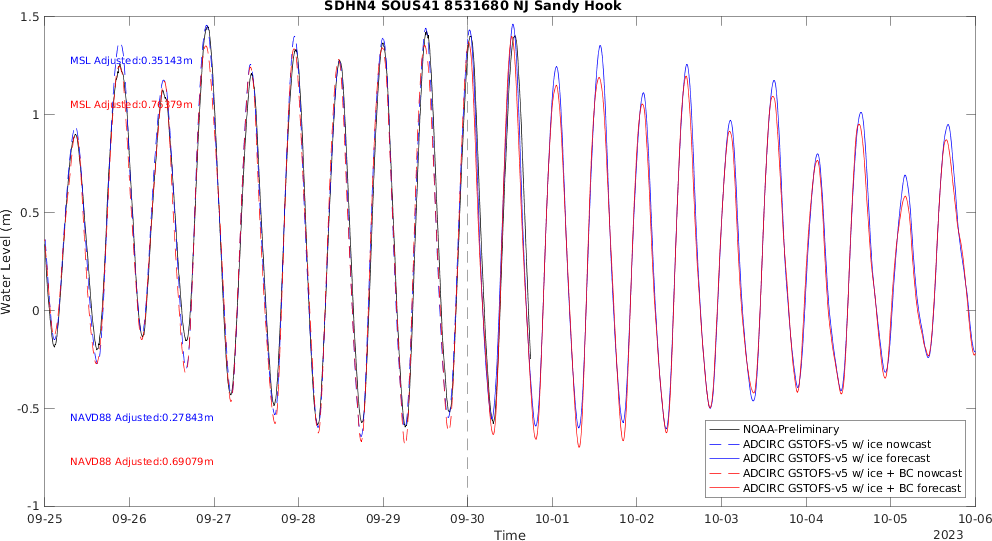 SDHN4 SOUS41 8531680 NJ Sandy Hook
1.5
1
0.5
0
-0.5
-1
Water Level (m)
MSL Adjusted:0.35143m
MSL Adjusted:0.76379m
NAVD88 Adjusted:0.27843m
NAVD88 Adjusted:0.69079m
NOAA-Preliminary
ADCIRC GSTOFS-v5 w/ ice nowcast
ADCIRC GSTOFS-v5 w/ ice forecast
ADCIRC GSTOFS-v5 w/ ice + BC nowcast
ADCIRC GSTOFS-v5 w/ ice + BC forecast
09-25 09-26 09-27 09-28 09-29 09-30 10-01 10-02 10-03 10-04 10-05 10-06
Time
2023